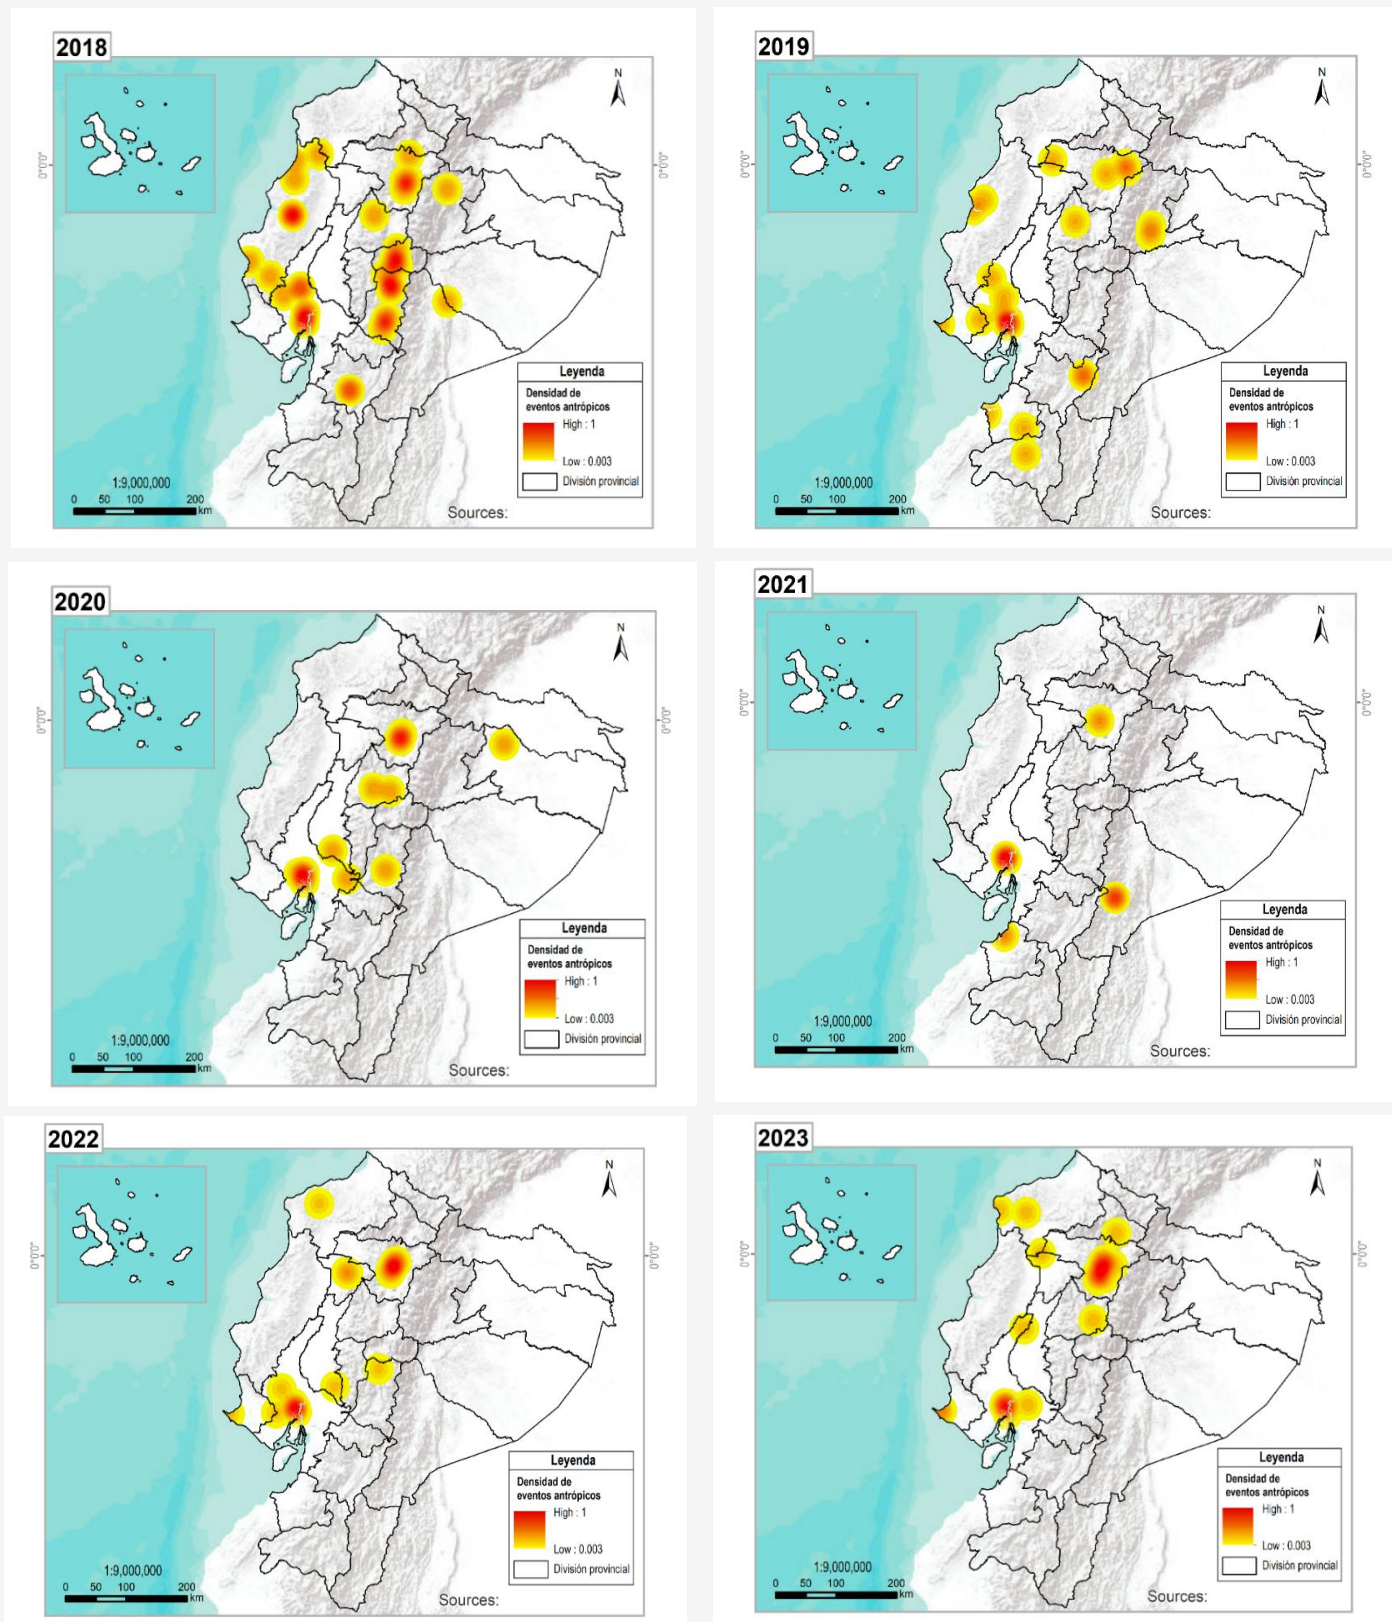 2018
N
0°0'0"
0°0'0"
Leyenda
Densidad de
eventos antrópicos
High : 1
Low : 0.003
División provincial
1:9,000,000
0 50 100 200
km
Sources:
2019
N
0°0'0"
0°0'0"
Leyenda
Densidad de
eventos antrópicos
High : 1
Low : 0.003
División provincial
1:9,000,000
0 50 100 200
km
Sources:
2020
N
0°0'0"
0°0'0"
Leyenda
Densidad de
eventos antrópicos
High : 1
Low : 0.003
División provincial
1:9,000,000
0 50 100 200
km
Sources:
2021
N
0°0'0"
0°0'0"
Leyenda
Densidad de
eventos antrópicos
High : 1
Low : 0.003
División provincial
1:9,000,000
0 50 100 200
km
Sources:
2022
N
0°0'0"
0°0'0"
Leyenda
Densidad de
eventos antrópicos
High : 1
Low : 0.003
División provincial
1:9,000,000
0 50 100 200
km
Sources:
2023
N
0°0'0"
0°0'0"
Leyenda
Densidad de
eventos antrópicos
High : 1
Low : 0.003
División provincial
1:9,000,000
0 50 100 200
km
Sources: